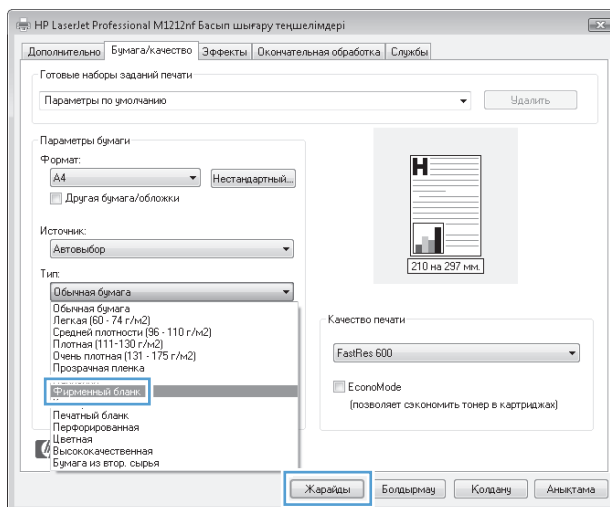 HP LaserJet Professional M1212nf Басып шығару теңшелімдері
Дополнительно Бумага/качество Эффекты Окончательная обработка Службы
Готовые наборы заданий печати
Параметры по умолчанию Удалить
Параметры бумаги
Формат:
A4 Нестандартный...
Другая бумага/обложки
Источник:
Автовыбор
Тип:
Обычная бумага
Обычная бумага
Легкая (60 - 74 г/м2)
Средней плотности (96 - 110 г/м2)
Плотная (111-130 г/м2)
Очень плотная (131 - 175 г/м2)
Прозрачная пленка
Фирменный бланк
Печатный бланк
Перфорированная
Цветная
Высококачественная
Бумага из втор. сырья
H
210 на 297 мм.
Качество печати
FastRes 600
EconoMode
(позволяет сэкономить тонер в картриджах)
Жарайды Болдырмау Қолдану Анықтама